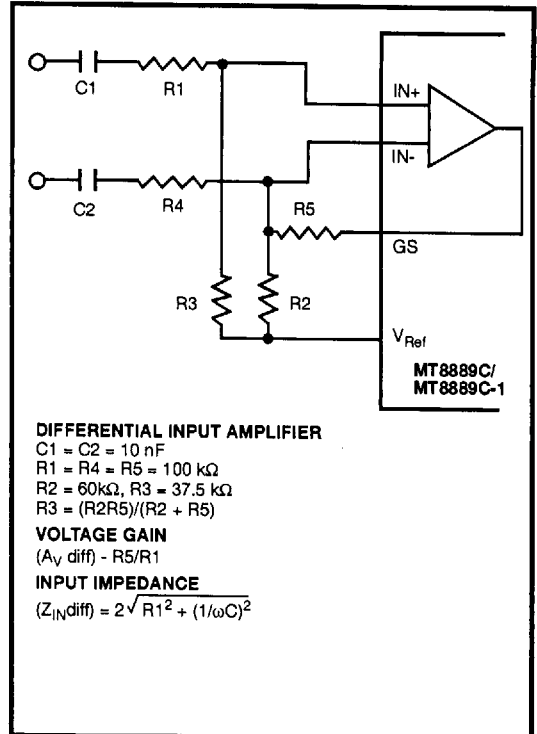 C1
R1
IN+
IN-
C2
R4
R5
GS
R3
R2
VRef
MT8889C/
MT8889C-1
DIFFERENTIAL INPUT AMPLIFIER
C1 = C2 = 10 nF
R1 = R4 = R5 = 100 kΩ
R2 = 60kΩ, R3 = 37.5 kΩ
R3 = (R2R5)/(R2 + R5)
VOLTAGE GAIN
(AV diff) - R5/R1
INPUT IMPEDANCE
(ZINdiff) = 2√R1² + (1/ωC)²